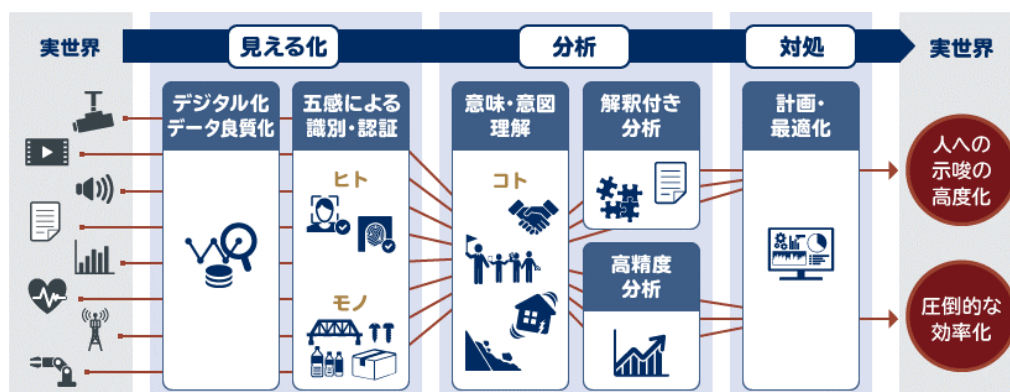 実世界
見える化
分析
対処
実世界
デジタル化
データ良質化
五感による
識別・認証
ヒト
モノ
意味・意図
理解
コト
解釈付き
分析
高精度
分析
計画・
最適化
人への
示唆の
高度化
圧倒的な
効率化